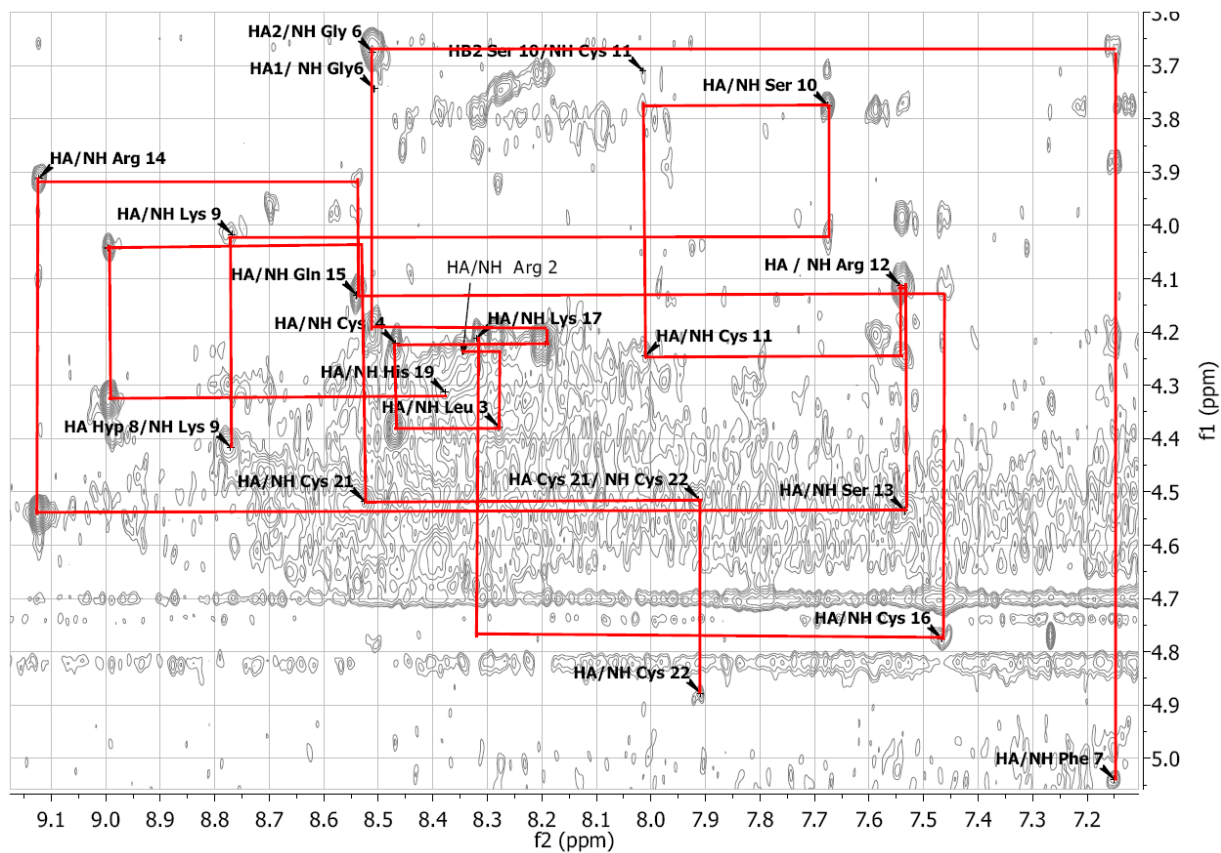 HA2/NH Gly 6
HB2 Ser 10/NH Cys 11
HA1/ NH Gly6
HA/NH Ser 10
HA/NH Arg 14
HA/NH Lys 9
HA/NH Gln 15
HA/NH Arg 2
HA / NH Arg 12
HA/NH Cys 4
HA/NH Lys 17
HA/NH Cys 11
HA/NH His 19
HA/NH Leu 3
HA Hyp 8/NH Lys 9
HA/NH Cys 21
HA Cys 21/ NH Cys 22
HA/NH Ser 13
HA/NH Cys 16
HA/NH Cys 22
HA/NH Phe 7
3.6
3.7
3.8
3.9
4.0
4.1
4.2
4.3
4.4
4.5
4.6
4.7
4.8
4.9
5.0
f1 (ppm)
9.1 9.0 8.9 8.8 8.7 8.6 8.5 8.4 8.3 8.2 8.1 8.0 7.9 7.8 7.7 7.6 7.5 7.4 7.3 7.2
f2 (ppm)